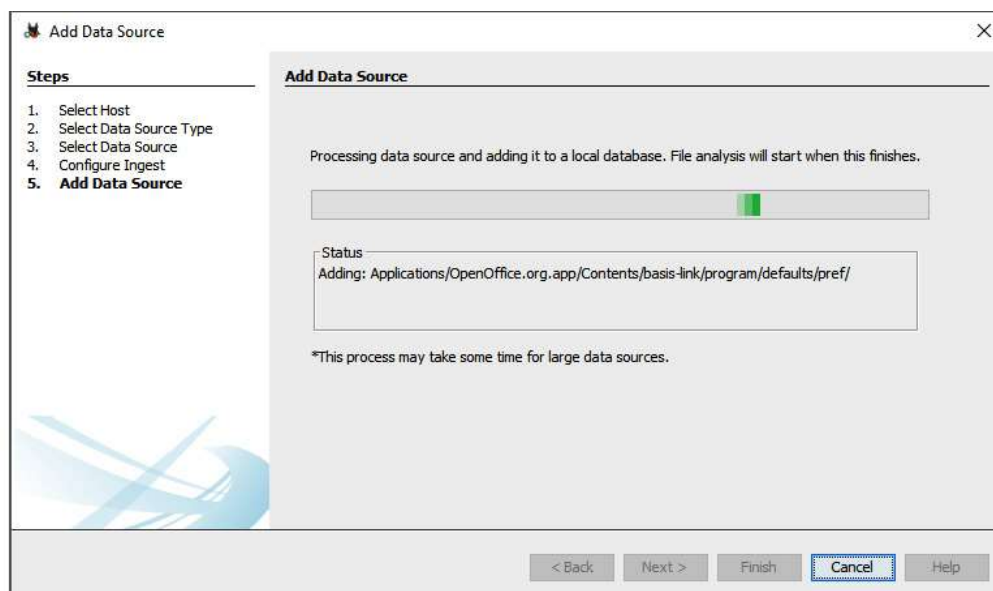 Add Data Source
Steps
1. Select Host
2. Select Data Source Type
3. Select Data Source
4. Configure Ingest
5. Add Data Source
Add Data Source
Processing data source and adding it to a local database. File analysis will start when this finishes.
Status
Adding: Applications/OpenOffice.org.app/Contents/basis-link/program/defaults/pref/
*This process may take some time for large data sources.
< Back
Next >
Finish
Cancel
Help